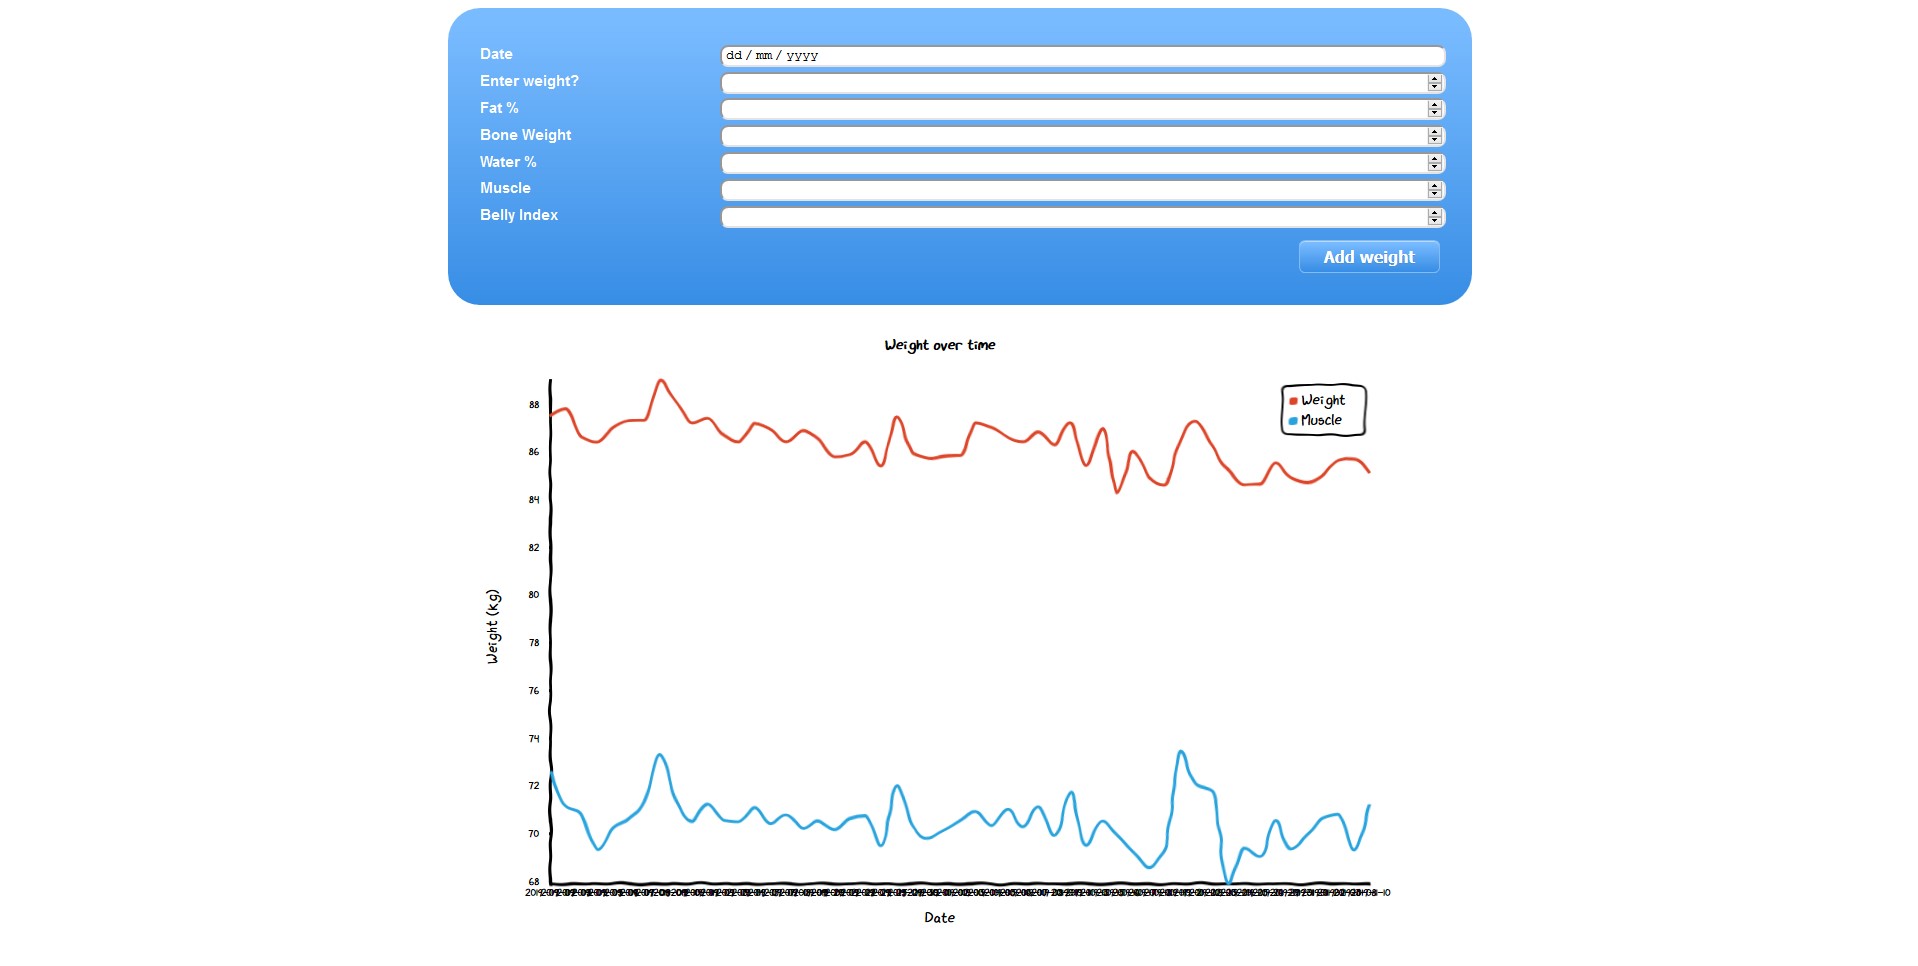 Date dd / mm / yyyy
Enter weight?
Fat %
Bone Weight
Water %
Muscle
Belly Index
Add weight
Weight over time
Weight
Muscle
88
86
84
82
80
78
76
74
72
70
68
Weight (kg)
Date